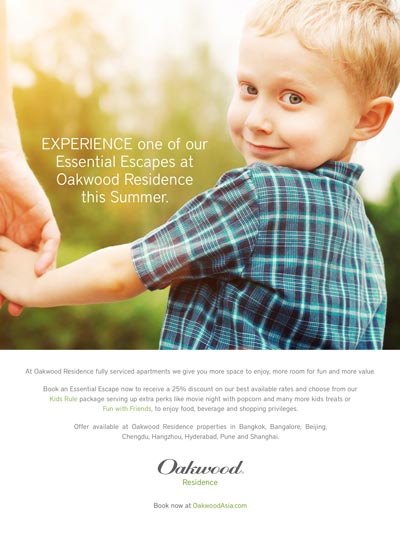 EXPERIENCE one of our
Essential Escapes at
Oakwood Residence
this Summer.
At Oakwood Residence fully serviced apartments we give you more space to enjoy, more room for fun and more value.
Book an Essential Escape now to receive a 25% discount on our best available rates and choose from our
Kids Rule package serving up extra perks like movie night with popcorn and many more kids treats or
Fun with Friends, to enjoy food, beverage and shopping privileges.
Offer available at Oakwood Residence properties in Bangkok, Bangalore, Beijing,
Chengdu, Hangzhou, Hyderabad, Pune and Shanghai.
Oakwood
Residence
Book now at OakwoodAsia.com